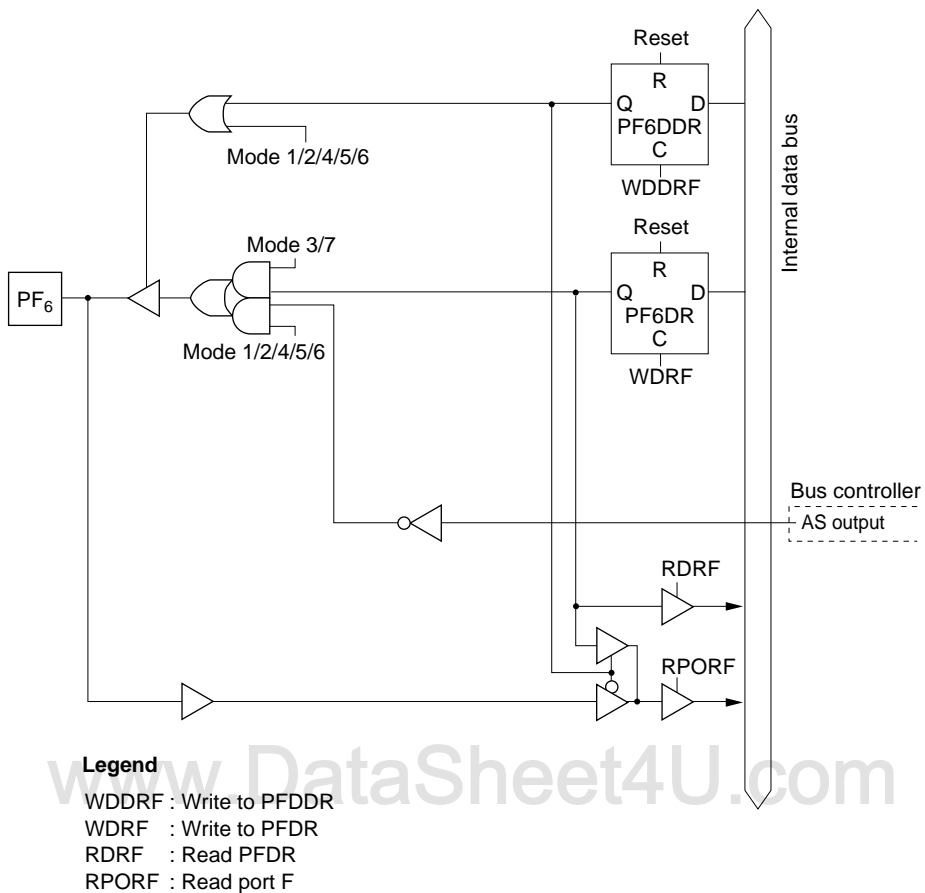 Reset
R
Q D
PF6DDR
C
WDDRF
Mode 1/2/4/5/6
Internal data bus
Reset
R
Q D
PF6DR
C
WDRF
Mode 3/7
PF6
Mode 1/2/4/5/6
Bus controller
AS output
RDRF
RPORF
www.DataSheet4U.com
Legend
WDDRF : Write to PFDDR
WDRF : Write to PFDR
RDRF : Read PFDR
RPORF : Read port F